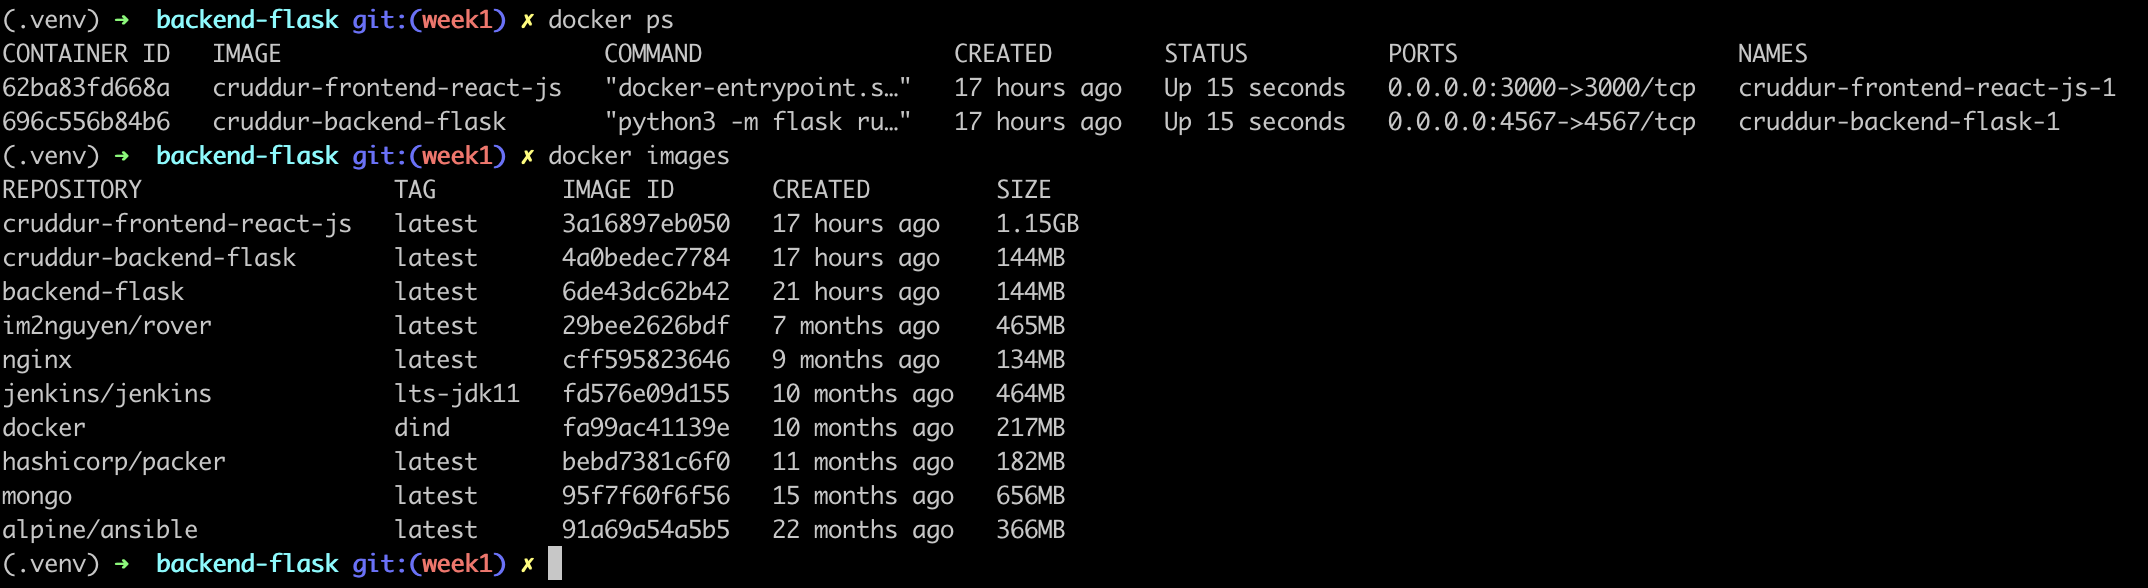 (.venv) ➜  backend-flask git:(week1) ✗ docker ps
CONTAINER ID   IMAGE                       COMMAND                  CREATED        STATUS          PORTS                    NAMES
62ba83fd668a   cruddur-frontend-react-js   "docker-entrypoint.s…"   17 hours ago   Up 15 seconds   0.0.0.0:3000->3000/tcp   cruddur-frontend-react-js-1
696c556b84b6   cruddur-backend-flask       "python3 -m flask ru…"   17 hours ago   Up 15 seconds   0.0.0.0:4567->4567/tcp   cruddur-backend-flask-1
(.venv) ➜  backend-flask git:(week1) ✗ docker images
REPOSITORY                  TAG         IMAGE ID       CREATED         SIZE
cruddur-frontend-react-js   latest      3a16897eb050   17 hours ago    1.15GB
cruddur-backend-flask       latest      4a0bedec7784   17 hours ago    144MB
backend-flask               latest      6de43dc62b42   21 hours ago    144MB
im2nguyen/rover             latest      29bee2626bdf   7 months ago    465MB
nginx                       latest      cff595823646   9 months ago    134MB
jenkins/jenkins             lts-jdk11   fd576e09d155   10 months ago   464MB
docker                      dind        fa99ac41139e   10 months ago   217MB
hashicorp/packer            latest      bebd7381c6f0   11 months ago   182MB
mongo                       latest      95f7f60f6f56   15 months ago   656MB
alpine/ansible              latest      91a69a54a5b5   22 months ago   366MB
(.venv) ➜  backend-flask git:(week1) ✗